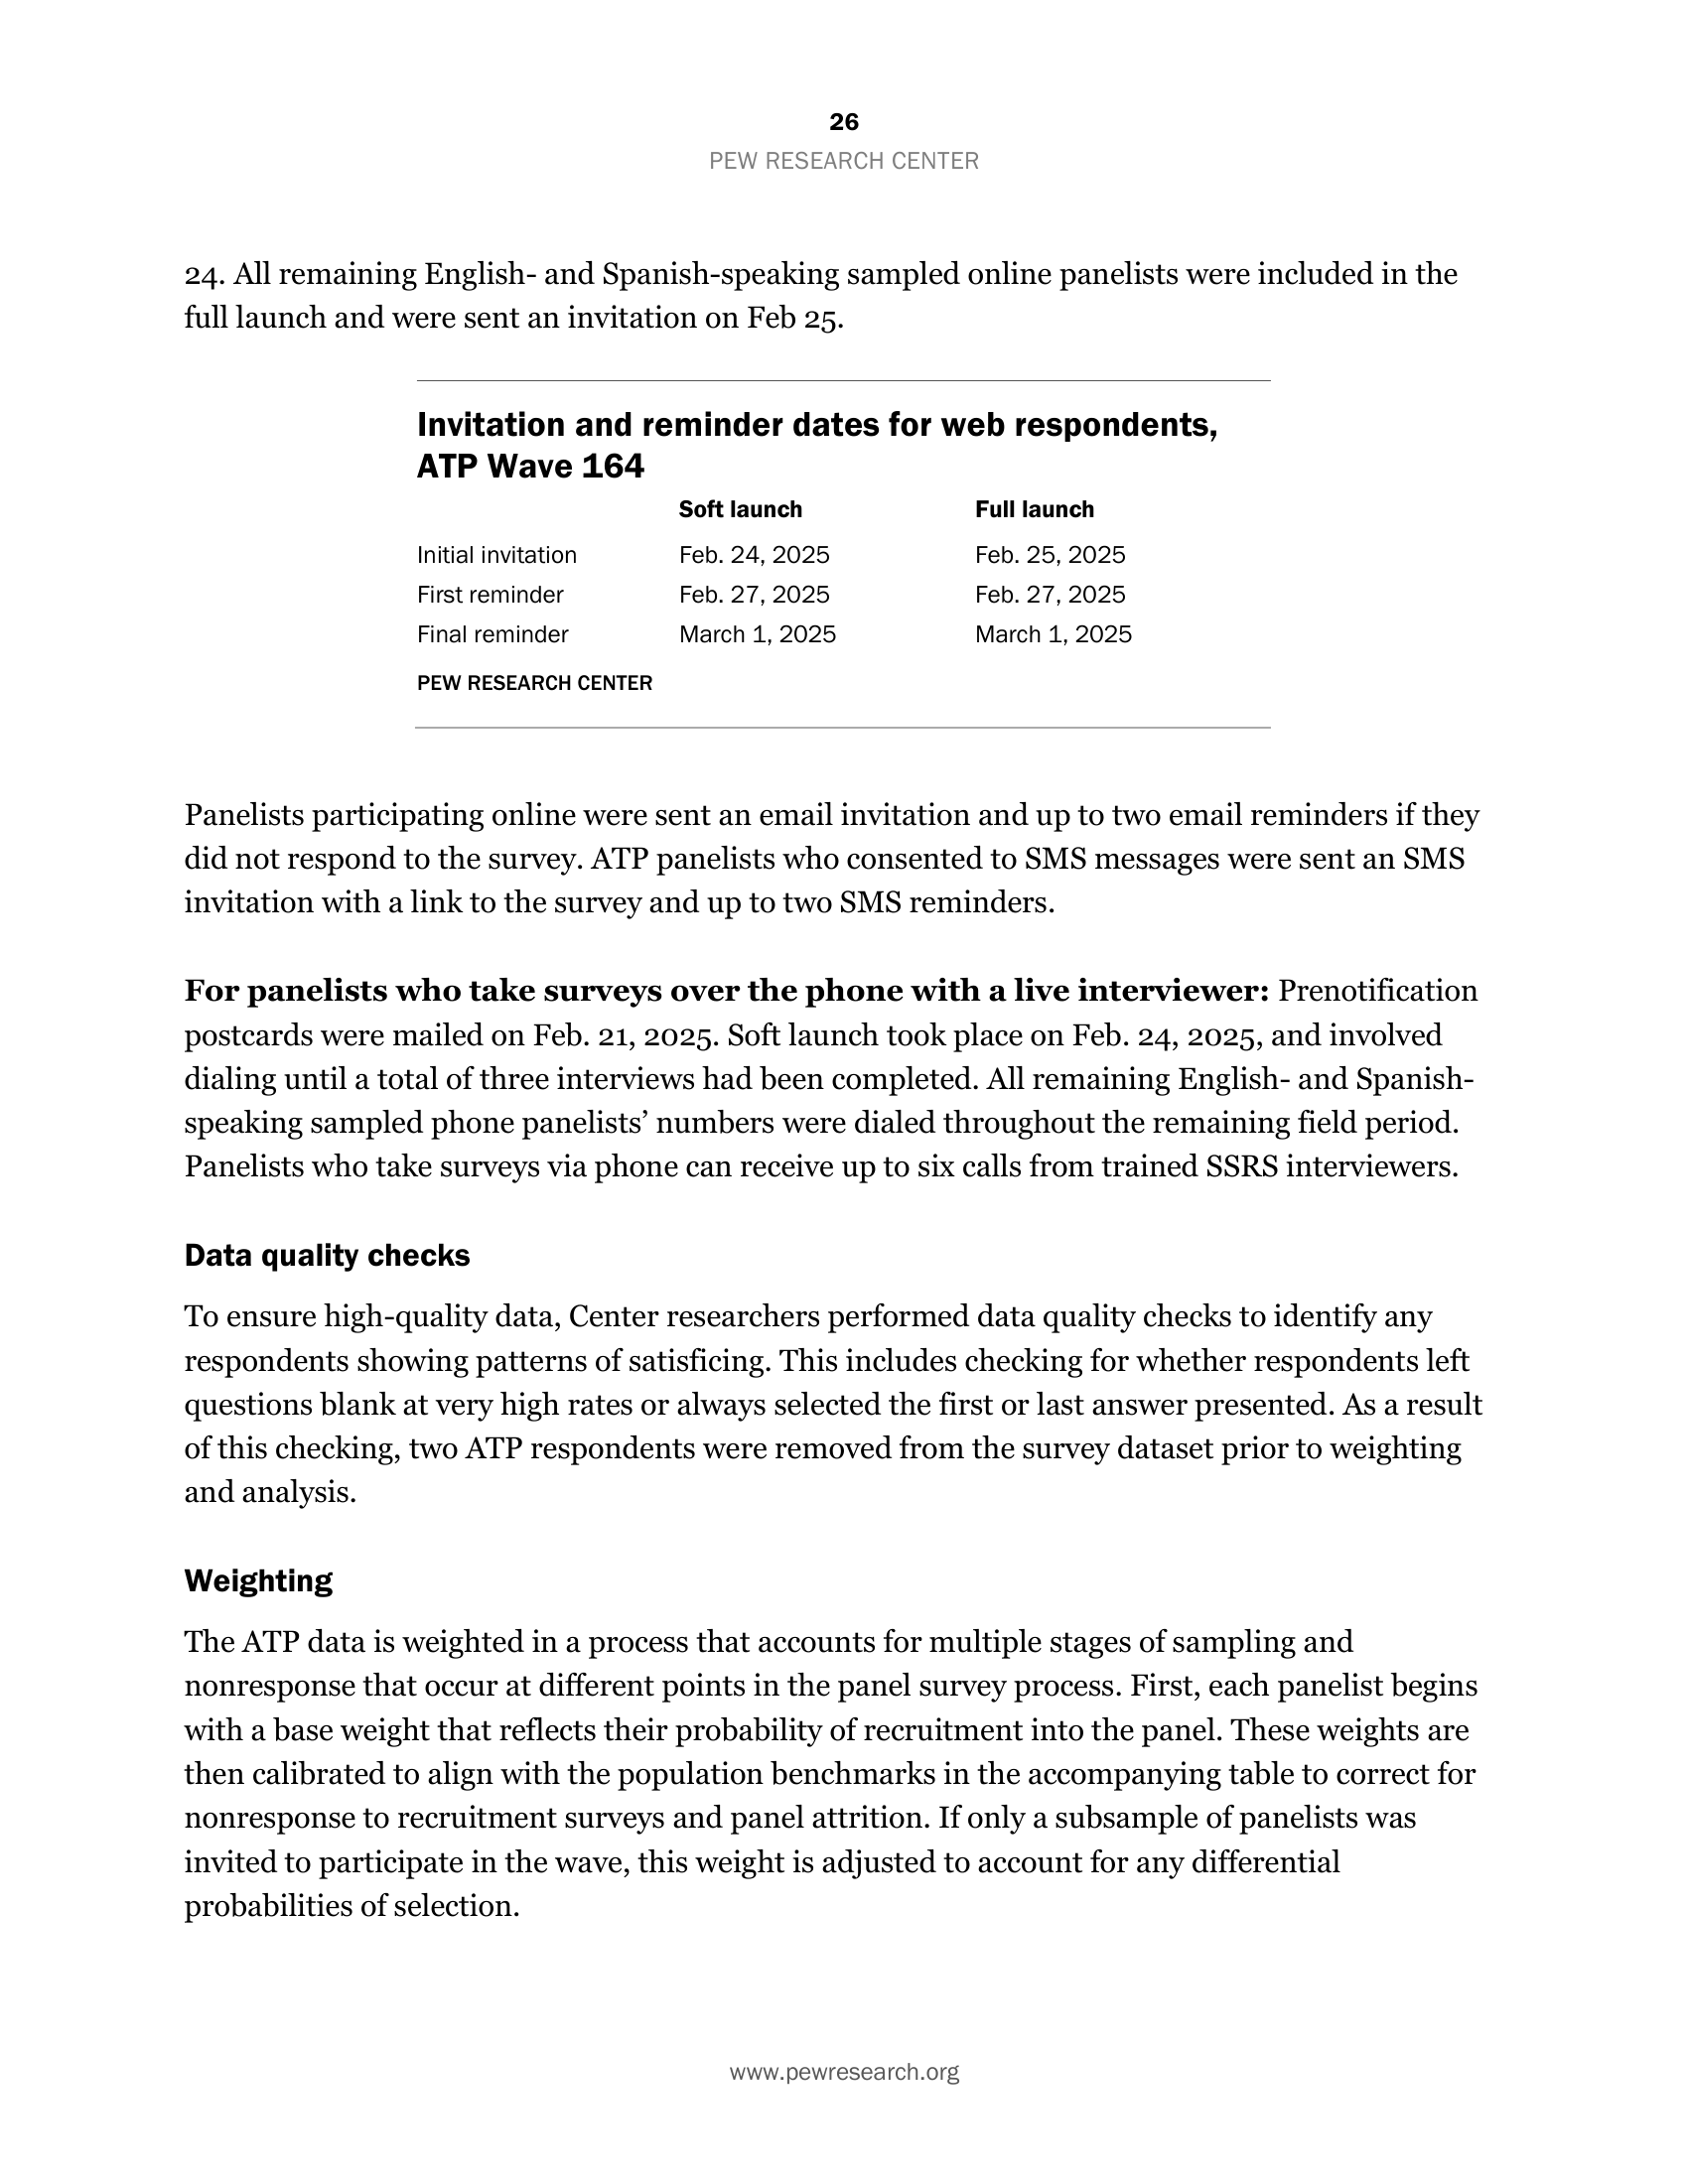 26
PEW RESEARCH CENTER
24. All remaining English- and Spanish-speaking sampled online panelists were included in the
full launch and were sent an invitation on Feb 25.
Invitation and reminder dates for web respondents,
ATP Wave 164
Soft launch Full launch
Initial invitation Feb. 24, 2025 Feb. 25, 2025
First reminder Feb. 27, 2025 Feb. 27, 2025
Final reminder March 1, 2025 March 1, 2025
PEW RESEARCH CENTER
Panelists participating online were sent an email invitation and up to two email reminders if they
did not respond to the survey. ATP panelists who consented to SMS messages were sent an SMS
invitation with a link to the survey and up to two SMS reminders.
For panelists who take surveys over the phone with a live interviewer: Prenotification
postcards were mailed on Feb. 21, 2025. Soft launch took place on Feb. 24, 2025, and involved
dialing until a total of three interviews had been completed. All remaining English- and Spanish-
speaking sampled phone panelists’ numbers were dialed throughout the remaining field period.
Panelists who take surveys via phone can receive up to six calls from trained SSRS interviewers.
Data quality checks
To ensure high-quality data, Center researchers performed data quality checks to identify any
respondents showing patterns of satisficing. This includes checking for whether respondents left
questions blank at very high rates or always selected the first or last answer presented. As a result
of this checking, two ATP respondents were removed from the survey dataset prior to weighting
and analysis.
Weighting
The ATP data is weighted in a process that accounts for multiple stages of sampling and
nonresponse that occur at different points in the panel survey process. First, each panelist begins
with a base weight that reflects their probability of recruitment into the panel. These weights are
then calibrated to align with the population benchmarks in the accompanying table to correct for
nonresponse to recruitment surveys and panel attrition. If only a subsample of panelists was
invited to participate in the wave, this weight is adjusted to account for any differential
probabilities of selection.
www.pewresearch.org